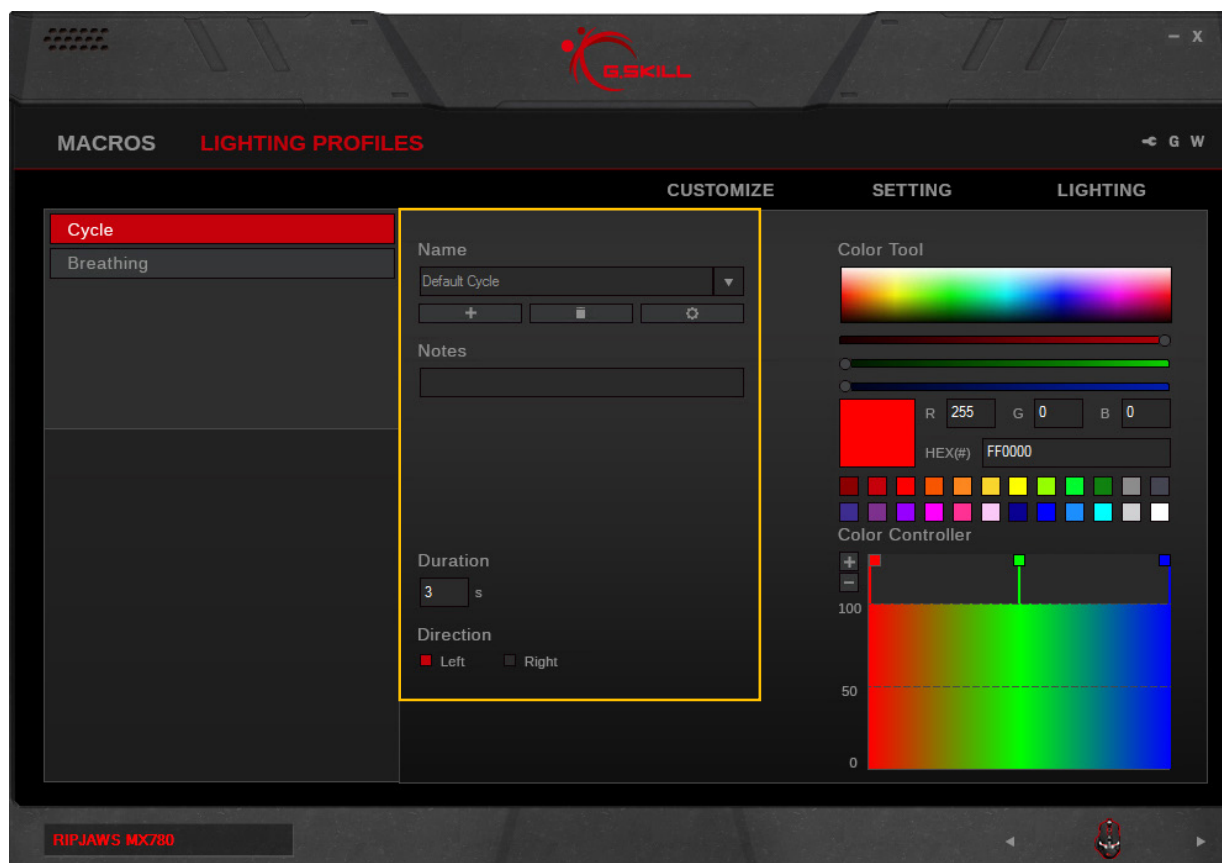 G.SKILL
- X
MACROS LIGHTING PROFILES G W
CUSTOMIZE SETTING LIGHTING
Cycle
Breathing
Name
Default Cycle
Notes
Duration
3 s
Direction
Left Right
Color Tool
R 255 G 0 B 0
HEX(#) FF0000
Color Controller
+
-
100
50
0
RIPJAWS MX780